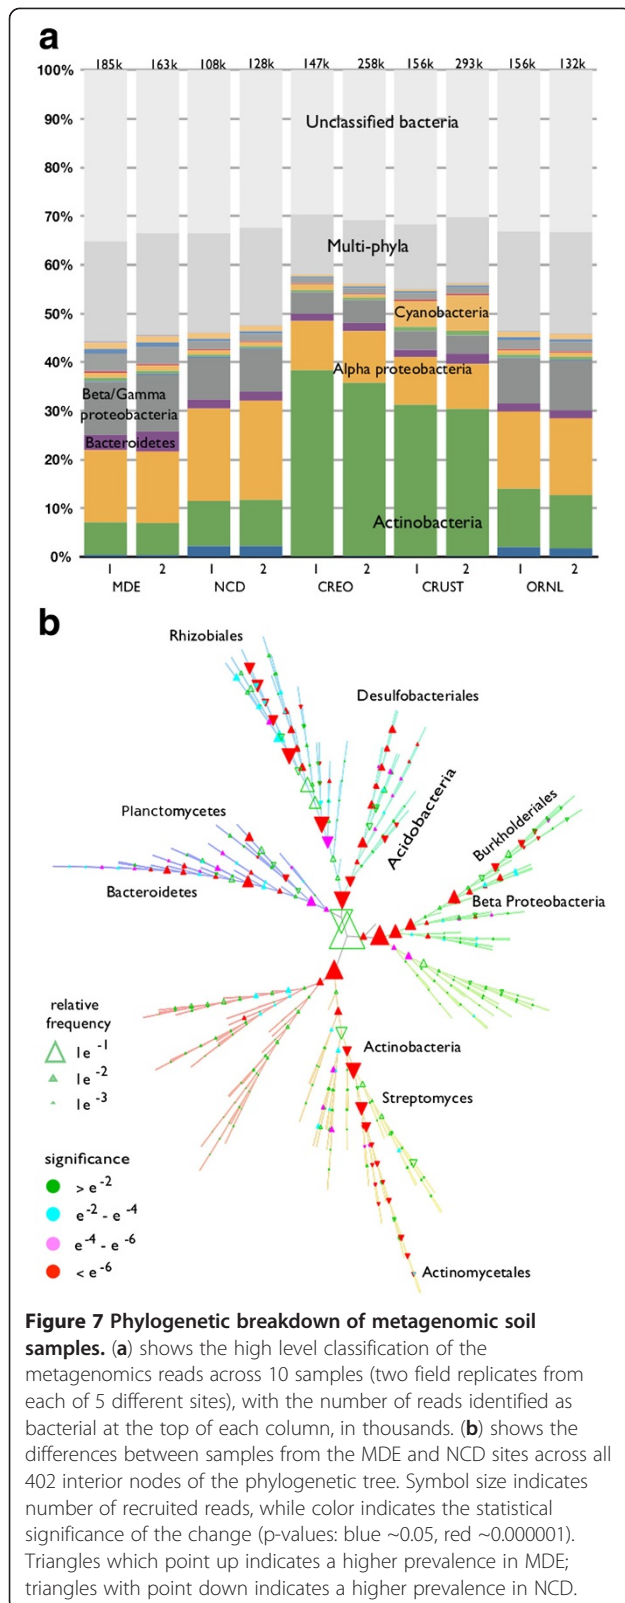 a
185k 163k 108k 128k 147k 258k 156k 293k 156k 132k
100%
90%
80%
70%
60%
50%
40%
30%
20%
10%
0%
Unclassified bacteria
Multi-phyla
Cyanobacteria
Alpha proteobacteria
Beta/Gamma
proteobacteria
Bacteroidetes
Actinobacteria
1 2 1 2 1 2 1 2 1 2
MDE NCD CREO CRUST ORNL
b
Rhizobiales
Desulfobacteriales
Acidobacteria
Planctomycetes
Burkholderiales
Bacteroidetes
Beta Proteobacteria
relative
frequency
1e-1
1e-2
1e-3
Actinobacteria
Streptomyces
significance
> e-2
e-2 - e-4
e-4 - e-6
< e-6
Actinomycetales
Figure 7 Phylogenetic breakdown of metagenomic soil
samples. (a) shows the high level classification of the
metagenomics reads across 10 samples (two field replicates from
each of 5 different sites), with the number of reads identified as
bacterial at the top of each column, in thousands. (b) shows the
differences between samples from the MDE and NCD sites across all
402 interior nodes of the phylogenetic tree. Symbol size indicates
number of recruited reads, while color indicates the statistical
significance of the change (p-values: blue ~0.05, red ~0.000001).
Triangles which point up indicates a higher prevalence in MDE;
triangles with point down indicates a higher prevalence in NCD.